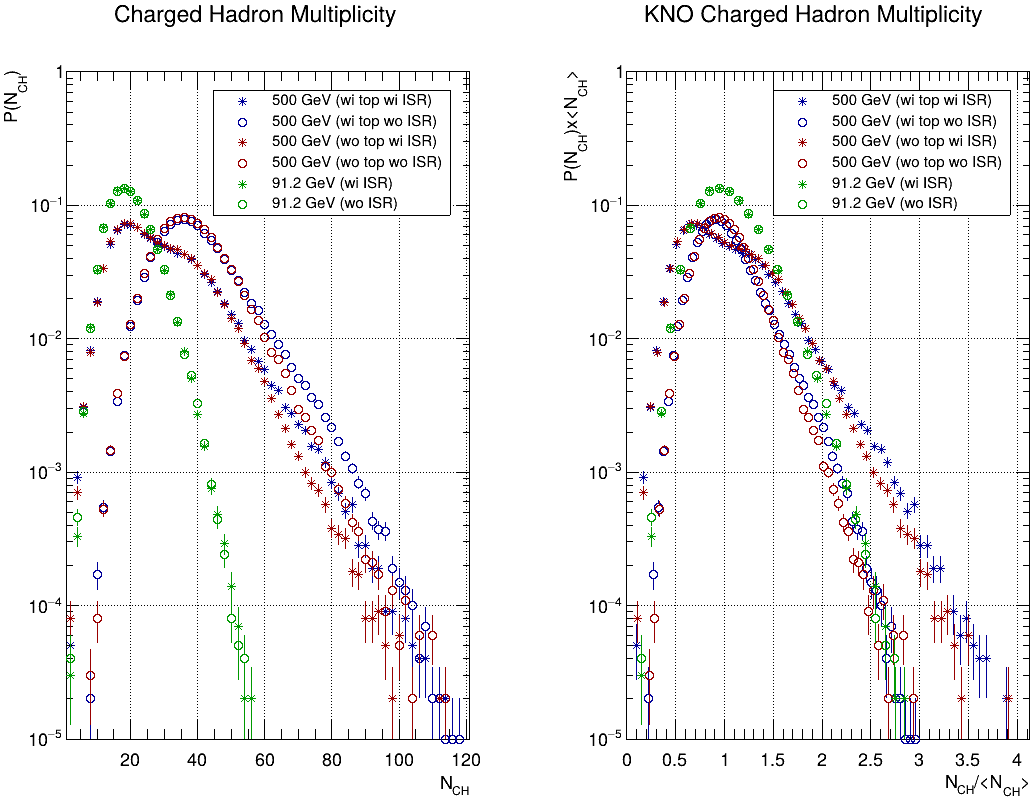 Charged Hadron Multiplicity
P(N_CH)
1
10^-1
10^-2
10^-3
10^-4
10^-5
500 GeV (wi top wi ISR)
500 GeV (wi top wo ISR)
500 GeV (wo top wi ISR)
500 GeV (wo top wo ISR)
91.2 GeV (wi ISR)
91.2 GeV (wo ISR)
20 40 60 80 100 120
N_CH
KNO Charged Hadron Multiplicity
P(N_CH)x<N_CH>
1
10^-1
10^-2
10^-3
10^-4
10^-5
500 GeV (wi top wi ISR)
500 GeV (wi top wo ISR)
500 GeV (wo top wi ISR)
500 GeV (wo top wo ISR)
91.2 GeV (wi ISR)
91.2 GeV (wo ISR)
0 0.5 1 1.5 2 2.5 3 3.5 4
N_CH/<N_CH>